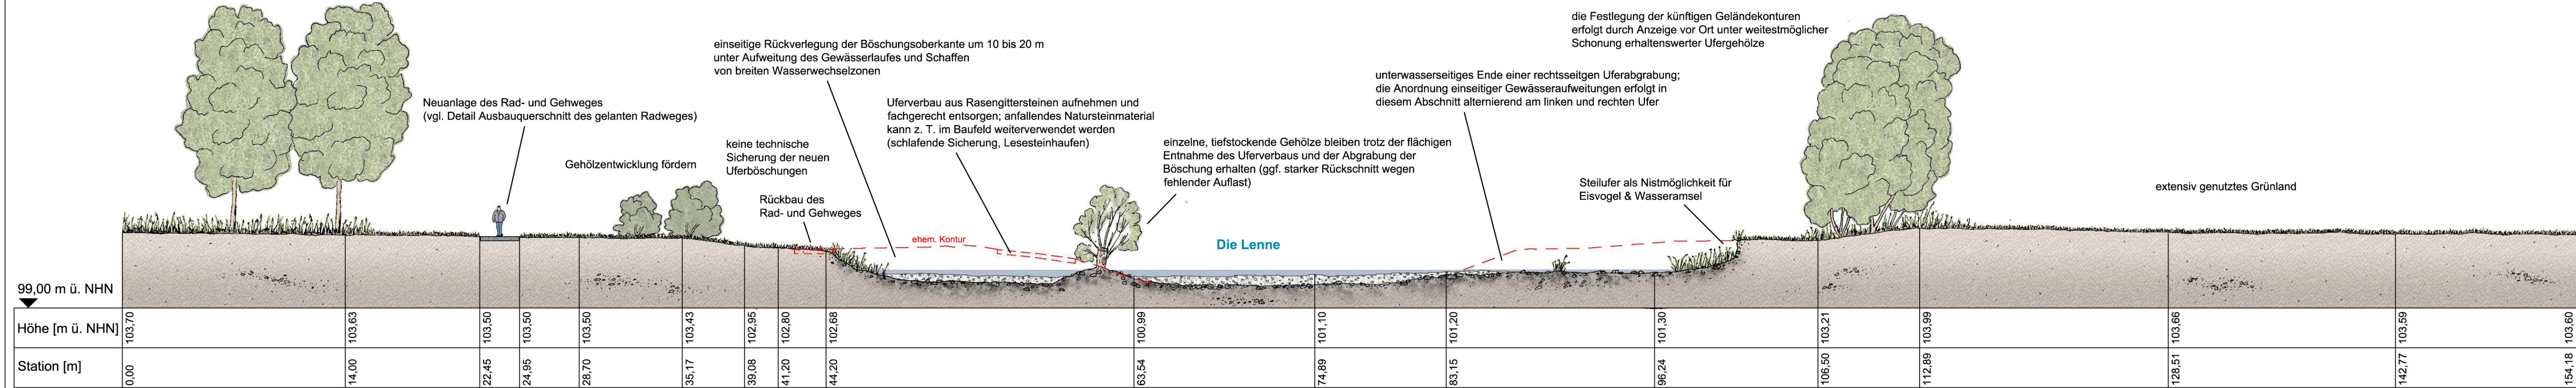 die Festlegung der künftigen Geländekonturen
erfolgt durch Anzeige vor Ort unter weitestmöglicher
Schonung erhaltenswerter Ufergehölze
einseitige Rückverlegung der Böschungsoberkante um 10 bis 20 m
unter Aufweitung des Gewässerlaufes und Schaffen
von breiten Wasserwechselzonen
unterwasserseitiges Ende einer rechtsseitgen Uferabgrabung;
die Anordnung einseitiger Gewässeraufweitungen erfolgt in
diesem Abschnitt alternierend am linken und rechten Ufer
Neuanlage des Rad- und Gehweges
(vgl. Detail Ausbauquerschnitt des gelanten Radweges)
Uferverbau aus Rasengittersteinen aufnehmen und
fachgerecht entsorgen; anfallendes Natursteinmaterial
kann z. T. im Baufeld weiterverwendet werden
(schlafende Sicherung, Lesesteinhaufen)
keine technische
Sicherung der neuen
Uferböschungen
einzelne, tiefstockende Gehölze bleiben trotz der flächigen
Entnahme des Uferverbaus und der Abgrabung der
Böschung erhalten (ggf. starker Rückschnitt wegen
fehlender Auflast)
Gehölzentwicklung fördern
Steilufer als Nistmöglichkeit für
Eisvogel & Wasseramsel
extensiv genutztes Grünland
Rückbau des
Rad- und Gehweges
ehem. Kontur
Die Lenne
99,00 m ü. NHN
Höhe [m ü. NHN] 103,70 103,63 103,50 103,50 103,50 103,43 102,95 102,80 102,68 100,99 101,10 101,20 101,30 103,21 103,99 103,66 103,59 103,60
Station [m] 0,00 14,00 22,45 24,95 28,70 35,17 39,08 41,20 44,20 63,54 74,89 83,15 96,24 106,50 112,89 128,51 142,77 154,18